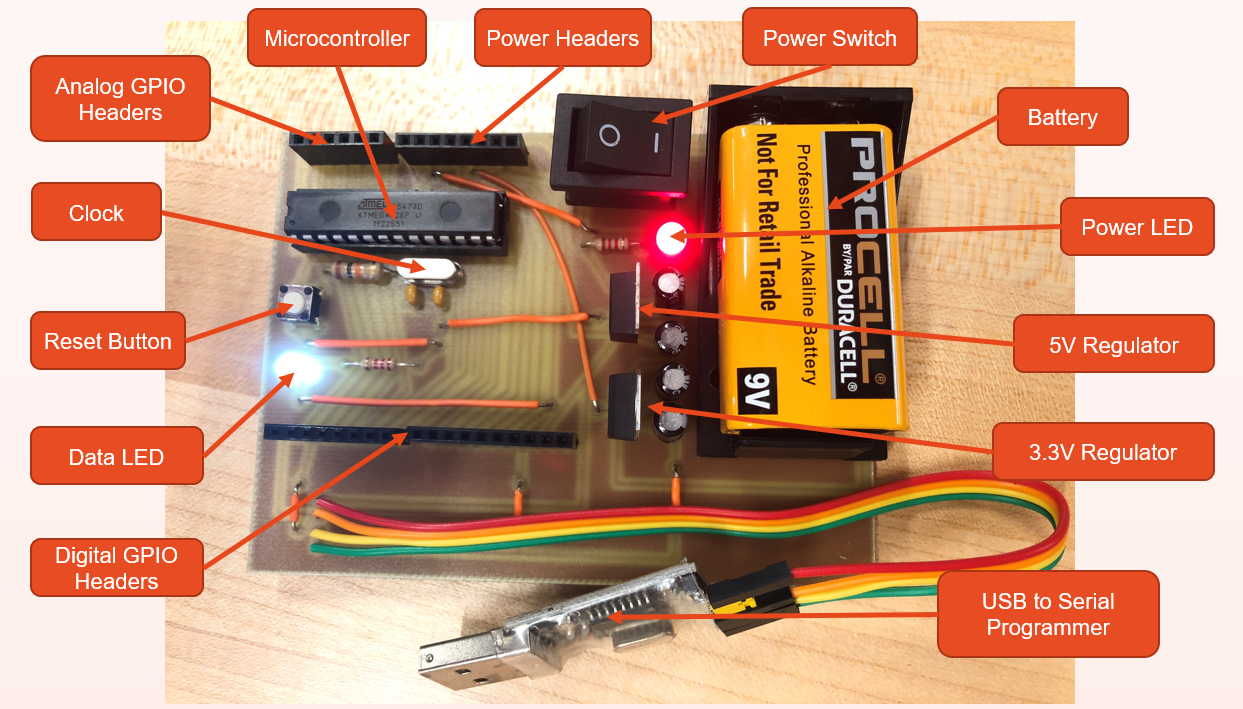 Microcontroller
Power Headers
Power Switch
Analog GPIO
Headers
Battery
Clock
Power LED
Reset Button
5V Regulator
Data LED
3.3V Regulator
Digital GPIO
Headers
USB to Serial
Programmer
O
I
PROCELL®
BY/PAR DURACELL®
Professional Alkaline Battery
Not For Retail Trade
9V
ATMEL